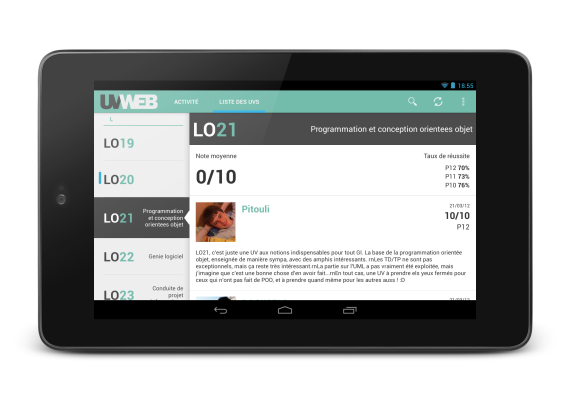 18:55
UVWEB ACTIVITÉ LISTE DES UVS
L
LO19
LO20
LO21 Programmation
et conception
orientees objet
LO22 Genie logiciel
LO23 Conduite de
projet
LO21 Programmation et conception orientees objet
Note moyenne Taux de réussite
0/10
P12 70%
P11 73%
P10 76%
Pitouli
21/03/12
10/10
P12
LO21, c'est juste une UV aux notions indispensables pour tout GI. La base de la programmation orientée
objet, enseignée de manière sympa, avec des amphis intéressants. rnLes TD/TP ne sont pas
exceptionnels, mais ça reste très intéressant.rnLa partie sur l'UML a pas vraiment été exploitée, mais
j'imagine que c'est une bonne chose d'en avoir fait...rnEn tout cas, une UV à prendre elx yeux fermés pour
ceux qui n'ont pas fait de POO, et à prendre quand même pour les autres auss ! :D